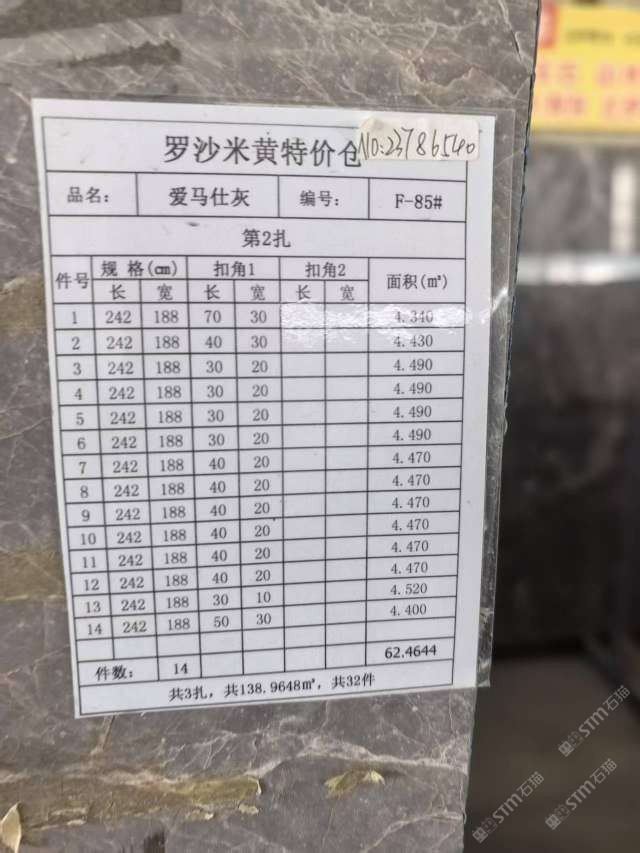 罗沙米黄特价仓
NO:23786540
品名: 爱马仕灰 编号: F-85#
第2扎
件号 规 格(cm) 扣角1 扣角2 面积(㎡)
长 宽 长 宽 长 宽
1 242 188 70 30 4.340
2 242 188 40 30 4.430
3 242 188 30 20 4.490
4 242 188 30 20 4.490
5 242 188 30 20 4.490
6 242 188 30 20 4.490
7 242 188 40 20 4.470
8 242 188 40 20 4.470
9 242 188 40 20 4.470
10 242 188 40 20 4.470
11 242 188 40 20 4.470
12 242 188 40 20 4.470
13 242 188 30 10 4.520
14 242 188 50 30 4.400
62.4644
件数: 14
共3扎, 共138.9648㎡, 共32件
STM石猫
STM石猫